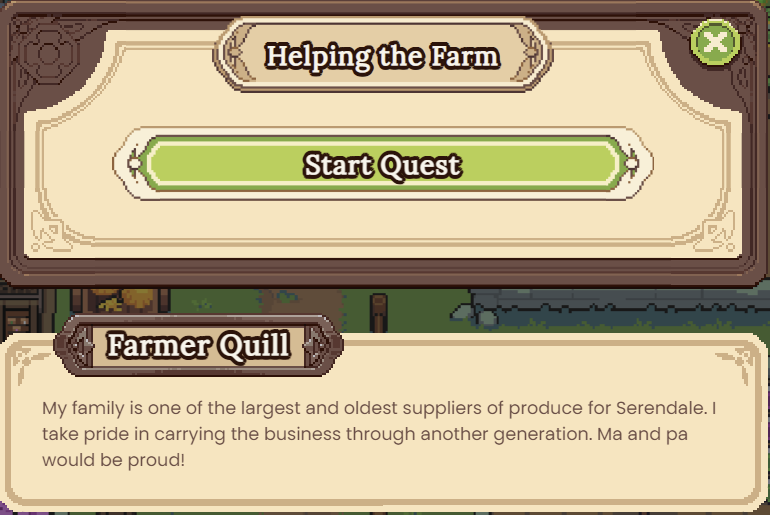 Helping the Farm
Start Quest
Farmer Quill
My family is one of the largest and oldest suppliers of produce for Serendale. I
take pride in carrying the business through another generation. Ma and pa
would be proud!